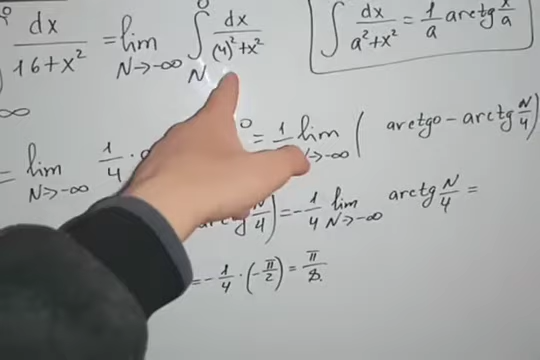 0 dx / 16+x² = lim N→-∞ ∫ N 0 dx / (4)²+x²
∫ dx / a²+x² = 1/a arctg x/a
∞
= lim N→-∞ 1/4 ·
0 = 1 lim →-∞ ( arctg0 - arctg N/4 )
/4 ) = - 1/4 lim N→-∞ arctg N/4 =
= - 1/4 · (- π/2) = π/8.